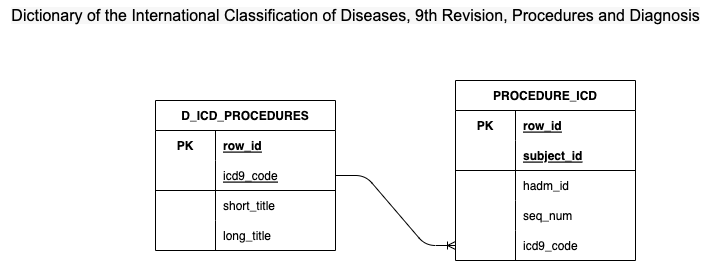 Dictionary of the International Classification of Diseases, 9th Revision, Procedures and Diagnosis
D_ICD_PROCEDURES
PK row_id
icd9_code
short_title
long_title
PROCEDURE_ICD
PK row_id
subject_id
hadm_id
seq_num
icd9_code